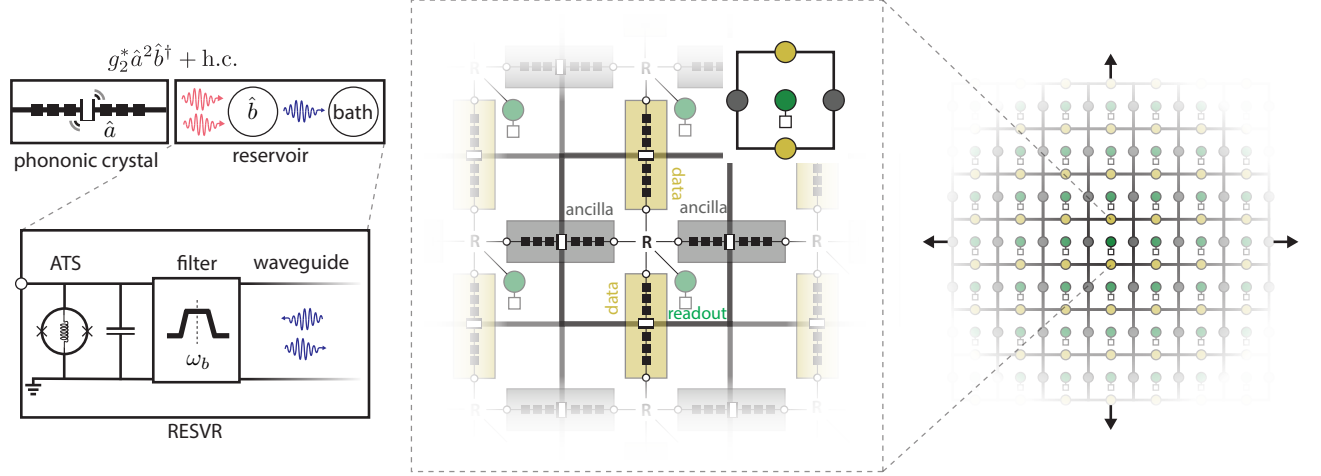 g₂*â²b̂† + h.c.
â
b̂
bath
phononic crystal
reservoir
ATS
filter
waveguide
ω_b
RESVR
R
R
R
data
ancilla
ancilla
R
R
R
data
readout
R
R
R